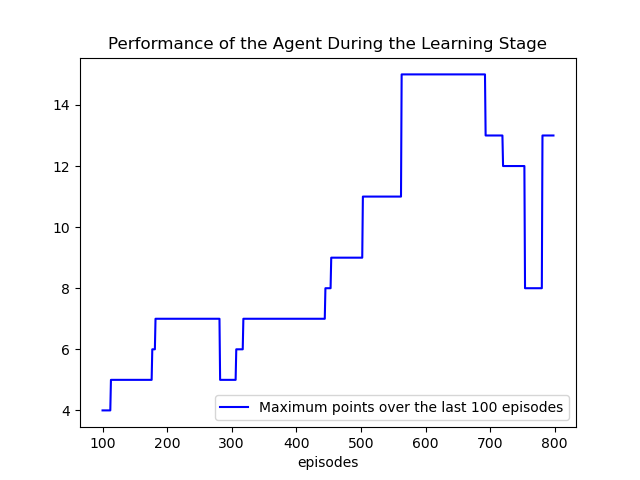 Performance of the Agent During the Learning Stage
14
12
10
8
6
4
Maximum points over the last 100 episodes
100 200 300 400 500 600 700 800
episodes